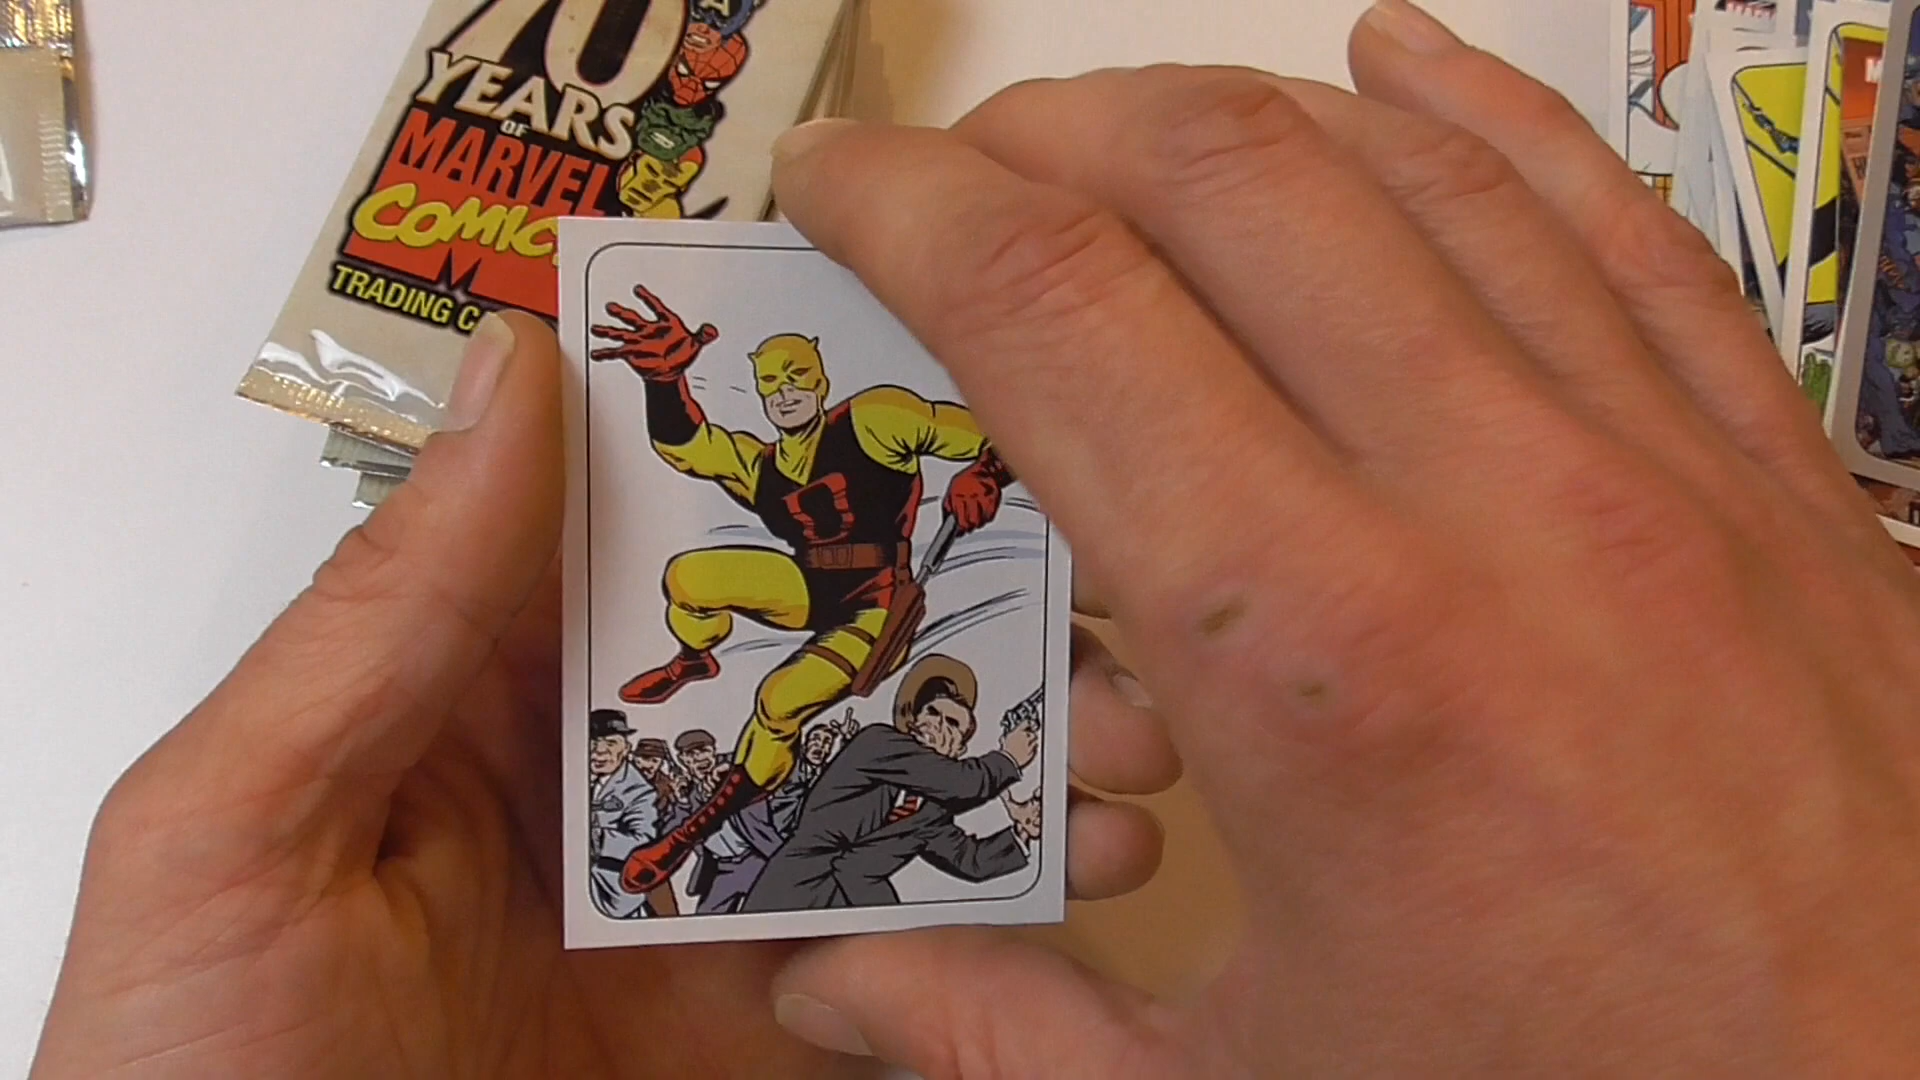 70
YEARS
OF
MARVEL
COMIC
TRADING C
A
D